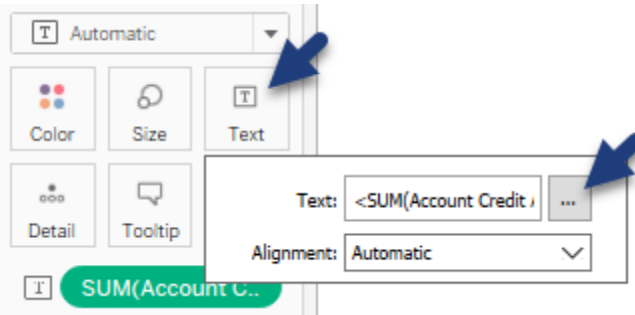 T Automatic
Color Size Text
Detail Tooltip
Text: <SUM(Account Credit ...
Alignment: Automatic
T SUM(Account C..